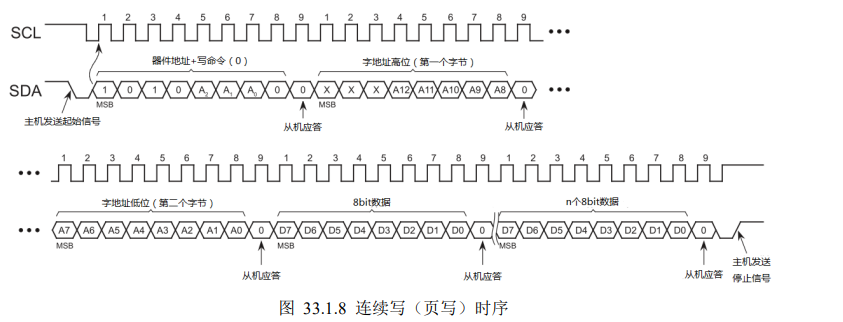 1 2 3 4 5 6 7 8 9 1 2 3 4 5 6 7 8 9
SCL
器件地址+写命令（0） 字地址高位（第一个字节）
SDA 1 0 1 0 A2 A1 A0 0 0 X X X A12 A11 A10 A9 A8 0
MSB MSB
主机发送起始信号 从机应答 从机应答
1 2 3 4 5 6 7 8 9 1 2 3 4 5 6 7 8 9 1 2 3 4 5 6 7 8 9
字地址低位（第二个字节） 8bit数据 n个8bit数据
A7 A6 A5 A4 A3 A2 A1 A0 0 D7 D6 D5 D4 D3 D2 D1 D0 0 D7 D6 D5 D4 D3 D2 D1 D0 0
MSB MSB MSB
从机应答 从机应答 从机应答 主机发送
停止信号
图 33.1.8 连续写（页写）时序